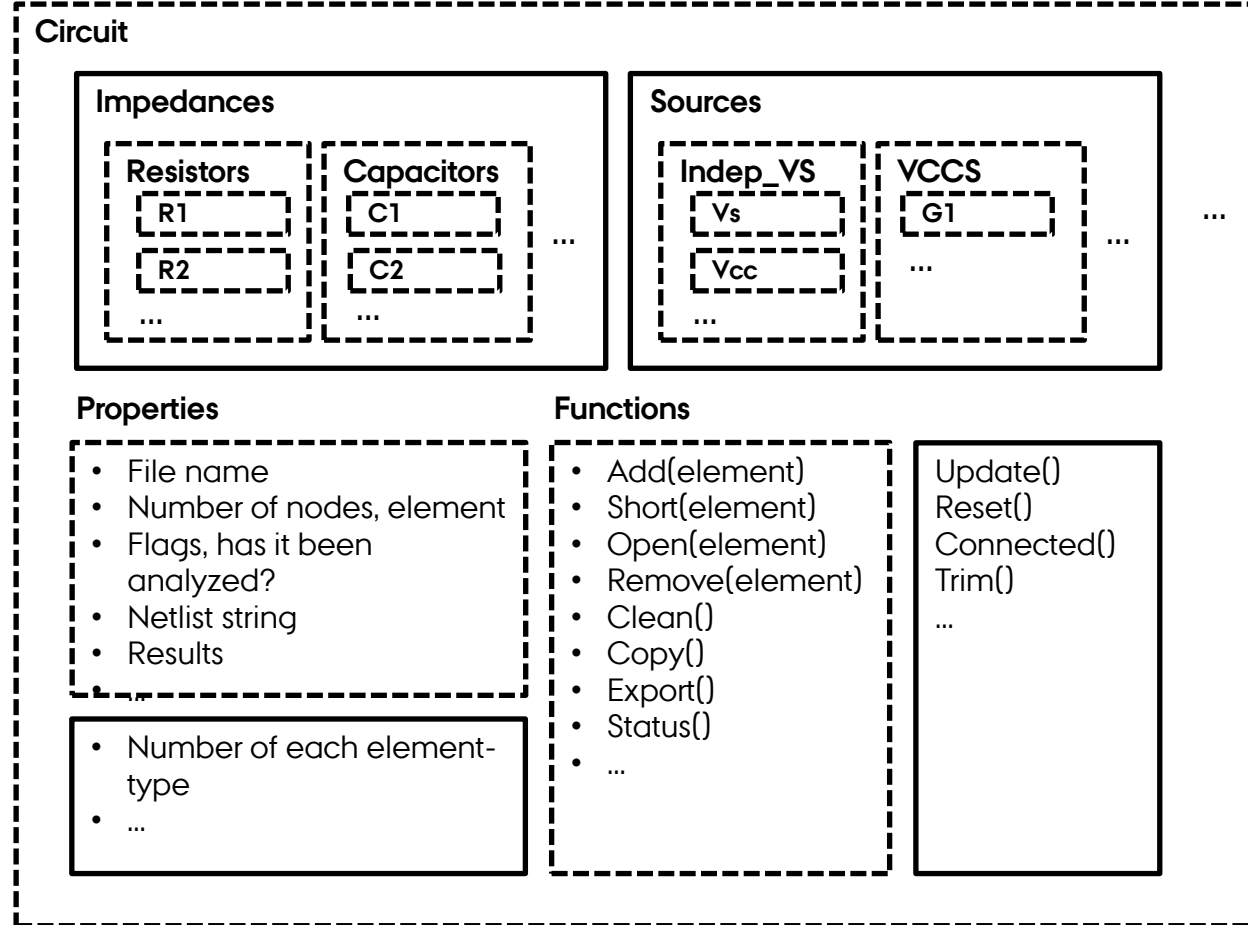 Circuit
Impedances
Resistors
R1
R2
...
Capacitors
C1
C2
...
...
Sources
Indep_VS
Vs
Vcc
...
VCCS
G1
...
...
...
Properties
• File name
• Number of nodes, element
• Flags, has it been
analyzed?
• Netlist string
• Results
• ...
• Number of each element-
type
• ...
Functions
• Add(element)
• Short(element)
• Open(element)
• Remove(element)
• Clean()
• Copy()
• Export()
• Status()
• ...
Update()
Reset()
Connected()
Trim()
...